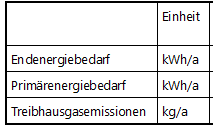 Einheit
Endenergiebedarf kWh/a
Primärenergiebedarf kWh/a
Treibhausgasemissionen kg/a